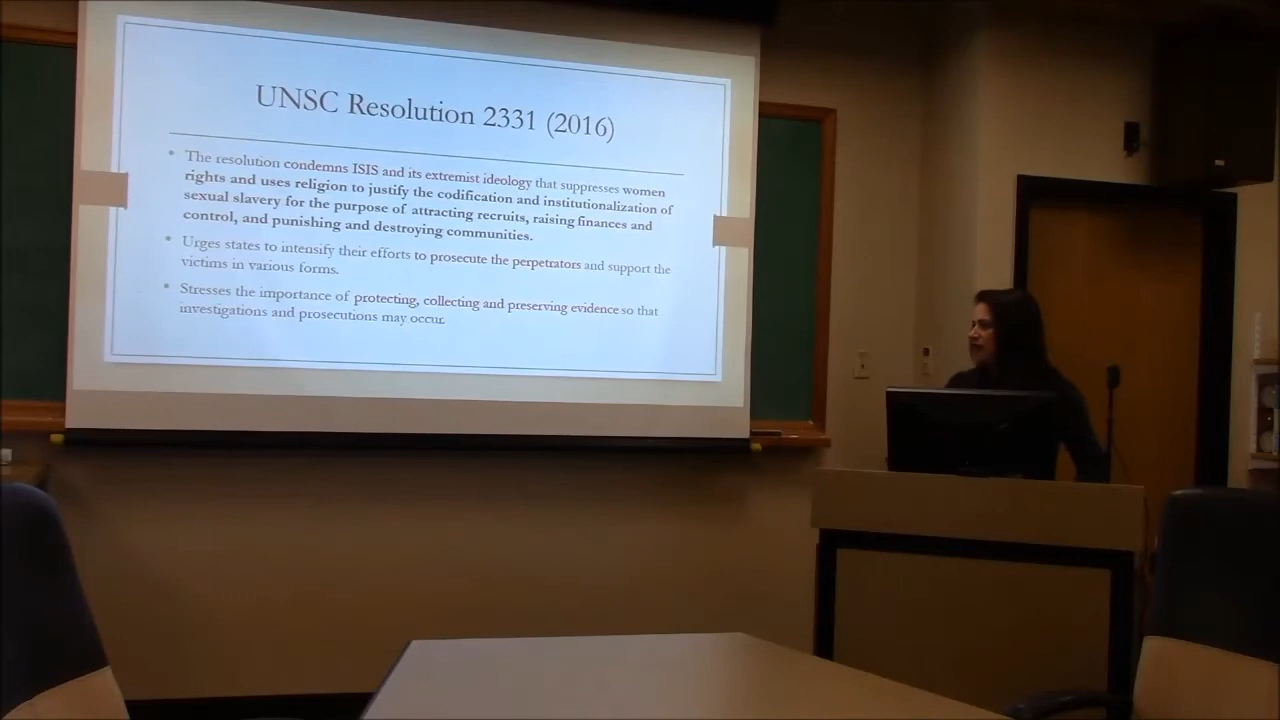 UNSC Resolution 2331 (2016)
• The resolution condemns ISIS and its extremist ideology that suppresses women
rights and uses religion to justify the codification and institutionalization of
sexual slavery for the purpose of attracting recruits, raising finances and
control, and punishing and destroying communities.
• Urges states to intensify their efforts to prosecute the perpetrators and support the
victims in various forms.
• Stresses the importance of protecting, collecting and preserving evidence so that
investigations and prosecutions may occur.